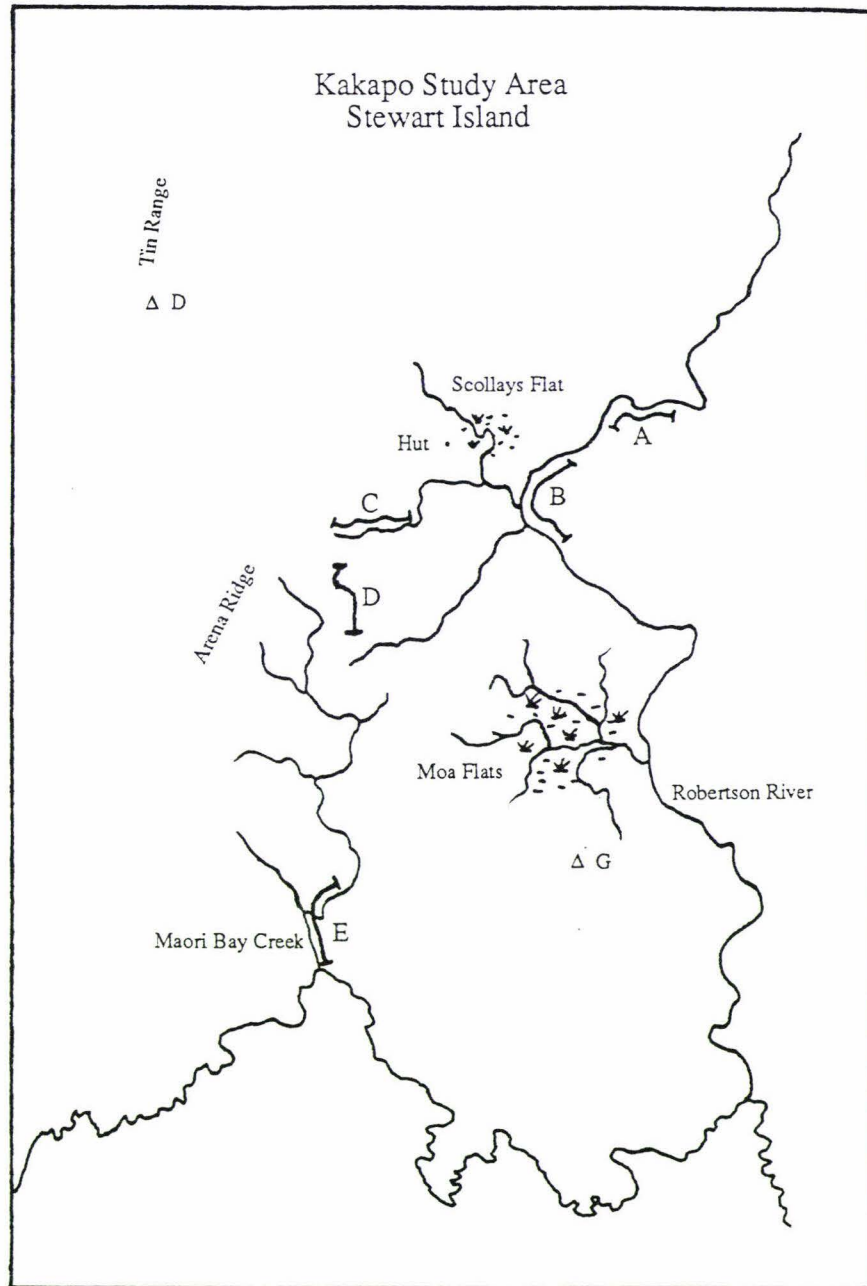 Kakapo Study Area
Stewart Island
Tin Range
Δ D
Scollays Flat
Hut
A
B
C
D
Arena Ridge
Moa Flats
Robertson River
Δ G
E
Maori Bay Creek